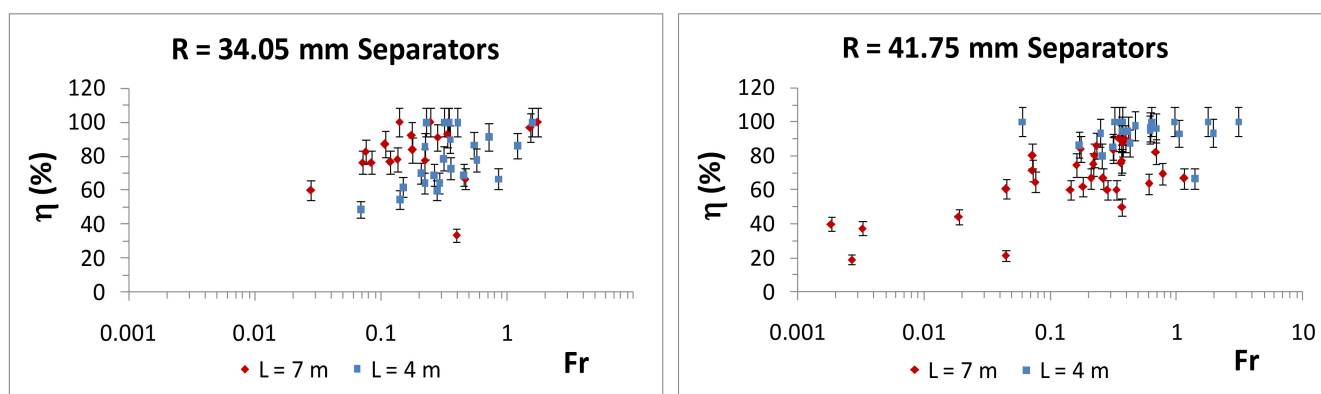 R = 34.05 mm Separators
120
100
80
60
40
20
0
η (%)
0.001 0.01 0.1 1
Fr
L = 7 m L = 4 m
R = 41.75 mm Separators
120
100
80
60
40
20
0
η (%)
0.001 0.01 0.1 1 10
Fr
L = 7 m L = 4 m